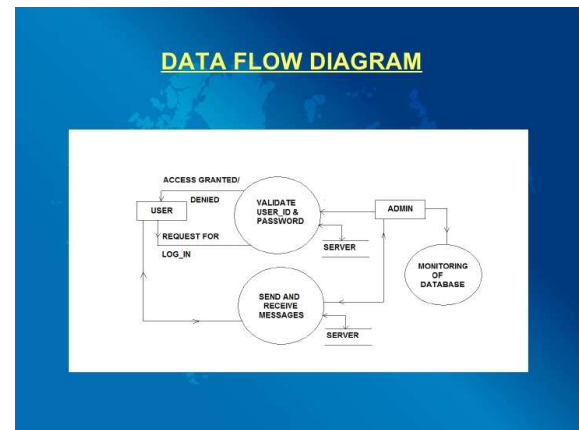 DATA FLOW DIAGRAM
ACCESS GRANTED/
DENIED
USER
REQUEST FOR
LOG_IN
VALIDATE
USER_ID &
PASSWORD
SERVER
ADMIN
MONITORING
OF
DATABASE
SEND AND
RECEIVE
MESSAGES
SERVER